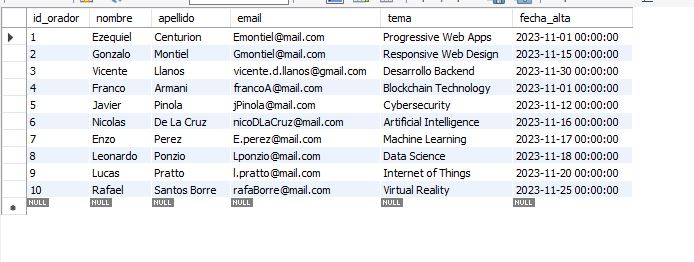 id_orador nombre apellido email tema fecha_alta
1 Ezequiel Centurion Emontiel@mail.com Progressive Web Apps 2023-11-01 00:00:00
2 Gonzalo Montiel Gmontiel@mail.com Responsive Web Design 2023-11-15 00:00:00
3 Vicente Llanos vicente.d.llanos@gmail.com Desarrollo Backend 2023-11-30 00:00:00
4 Franco Armani francoA@mail.com Blockchain Technology 2023-11-01 00:00:00
5 Javier Pinola jPinola@mail.com Cybersecurity 2023-11-12 00:00:00
6 Nicolas De La Cruz nicoDLaCruz@mail.com Artificial Intelligence 2023-11-16 00:00:00
7 Enzo Perez E.perez@mail.com Machine Learning 2023-11-17 00:00:00
8 Leonardo Ponzio Lponzio@mail.com Data Science 2023-11-18 00:00:00
9 Lucas Pratto l.pratto@mail.com Internet of Things 2023-11-20 00:00:00
10 Rafael Santos Borre rafaBorre@mail.com Virtual Reality 2023-11-25 00:00:00
NULL NULL NULL NULL NULL NULL